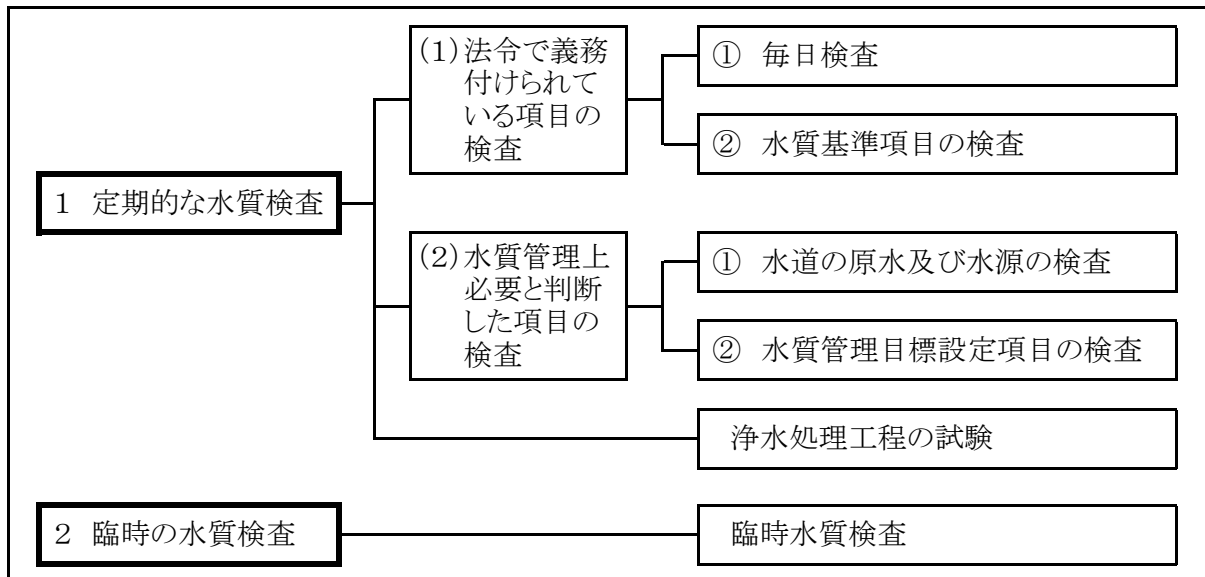 1 定期的な水質検査
(1)法令で義務
付けられて
いる項目の
検査
① 毎日検査
② 水質基準項目の検査
(2)水質管理上
必要と判断
した項目の
検査
① 水道の原水及び水源の検査
② 水質管理目標設定項目の検査
浄水処理工程の試験
2 臨時の水質検査
臨時水質検査